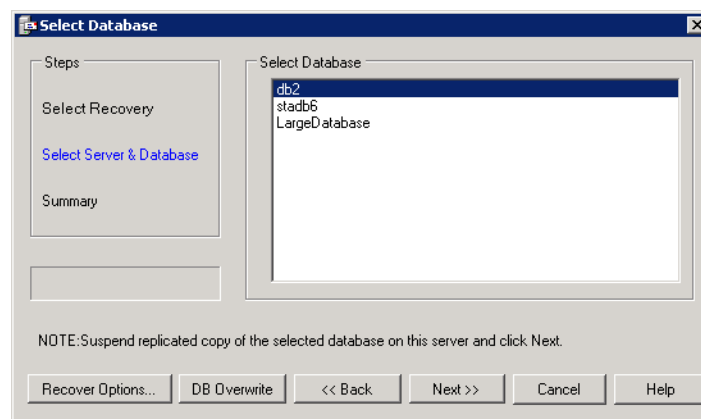 Select Database
Steps
Select Recovery
Select Server & Database
Summary
Select Database
db2
stadb6
LargeDatabase
NOTE:Suspend replicated copy of the selected database on this server and click Next.
Recover Options... DB Overwrite << Back Next >> Cancel Help